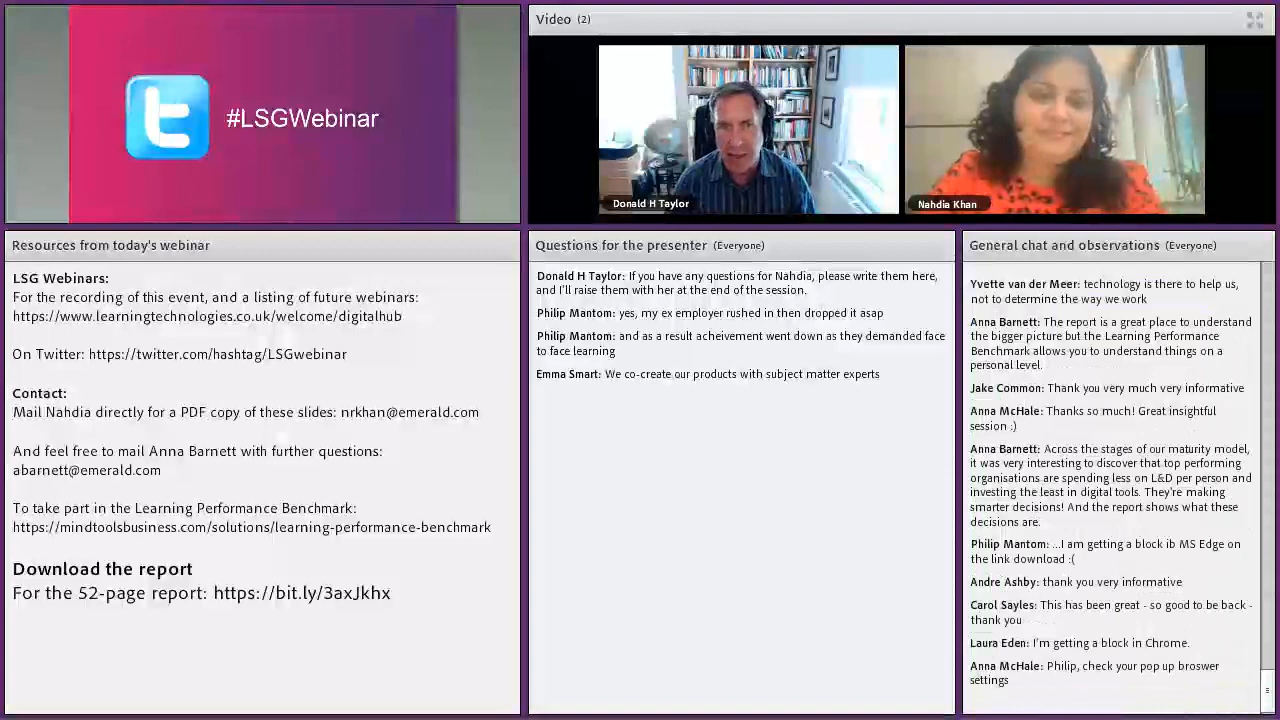 #LSGWebinar
Video (2)
Donald H Taylor
Nahdia Khan
Resources from today's webinar
LSG Webinars:
For the recording of this event, and a listing of future webinars:
https://www.learningtechnologies.co.uk/welcome/digitalhub
On Twitter: https://twitter.com/hashtag/LSGwebinar
Contact:
Mail Nahdia directly for a PDF copy of these slides: nrkhan@emerald.com
And feel free to mail Anna Barnett with further questions:
abarnett@emerald.com
To take part in the Learning Performance Benchmark:
https://mindtoolsbusiness.com/solutions/learning-performance-benchmark
Download the report
For the 52-page report: https://bit.ly/3axJkhx
Questions for the presenter (Everyone)
Donald H Taylor: If you have any questions for Nahdia, please write them here,
and I'll raise them with her at the end of the session.
Philip Mantom: yes, my ex employer rushed in then dropped it asap
Philip Mantom: and as a result acheivement went down as they demanded face
to face learning
Emma Smart: We co-create our products with subject matter experts
General chat and observations (Everyone)
Yvette van der Meer: technology is there to help us,
not to determine the way we work
Anna Barnett: The report is a great place to understand
the bigger picture but the Learning Performance
Benchmark allows you to understand things on a
personal level.
Jake Common: Thank you very much very informative
Anna McHale: Thanks so much! Great insightful
session :)
Anna Barnett: Across the stages of our maturity model,
it was very interesting to discover that top performing
organisations are spending less on L&D per person and
investing the least in digital tools. They're making
smarter decisions! And the report shows what these
decisions are.
Philip Mantom: ...I am getting a block ib MS Edge on
the link download :(
Andre Ashby: thank you very informative
Carol Sayles: This has been great - so good to be back -
thank you
Laura Eden: I'm getting a block in Chrome.
Anna McHale: Philip, check your pop up broswer
settings